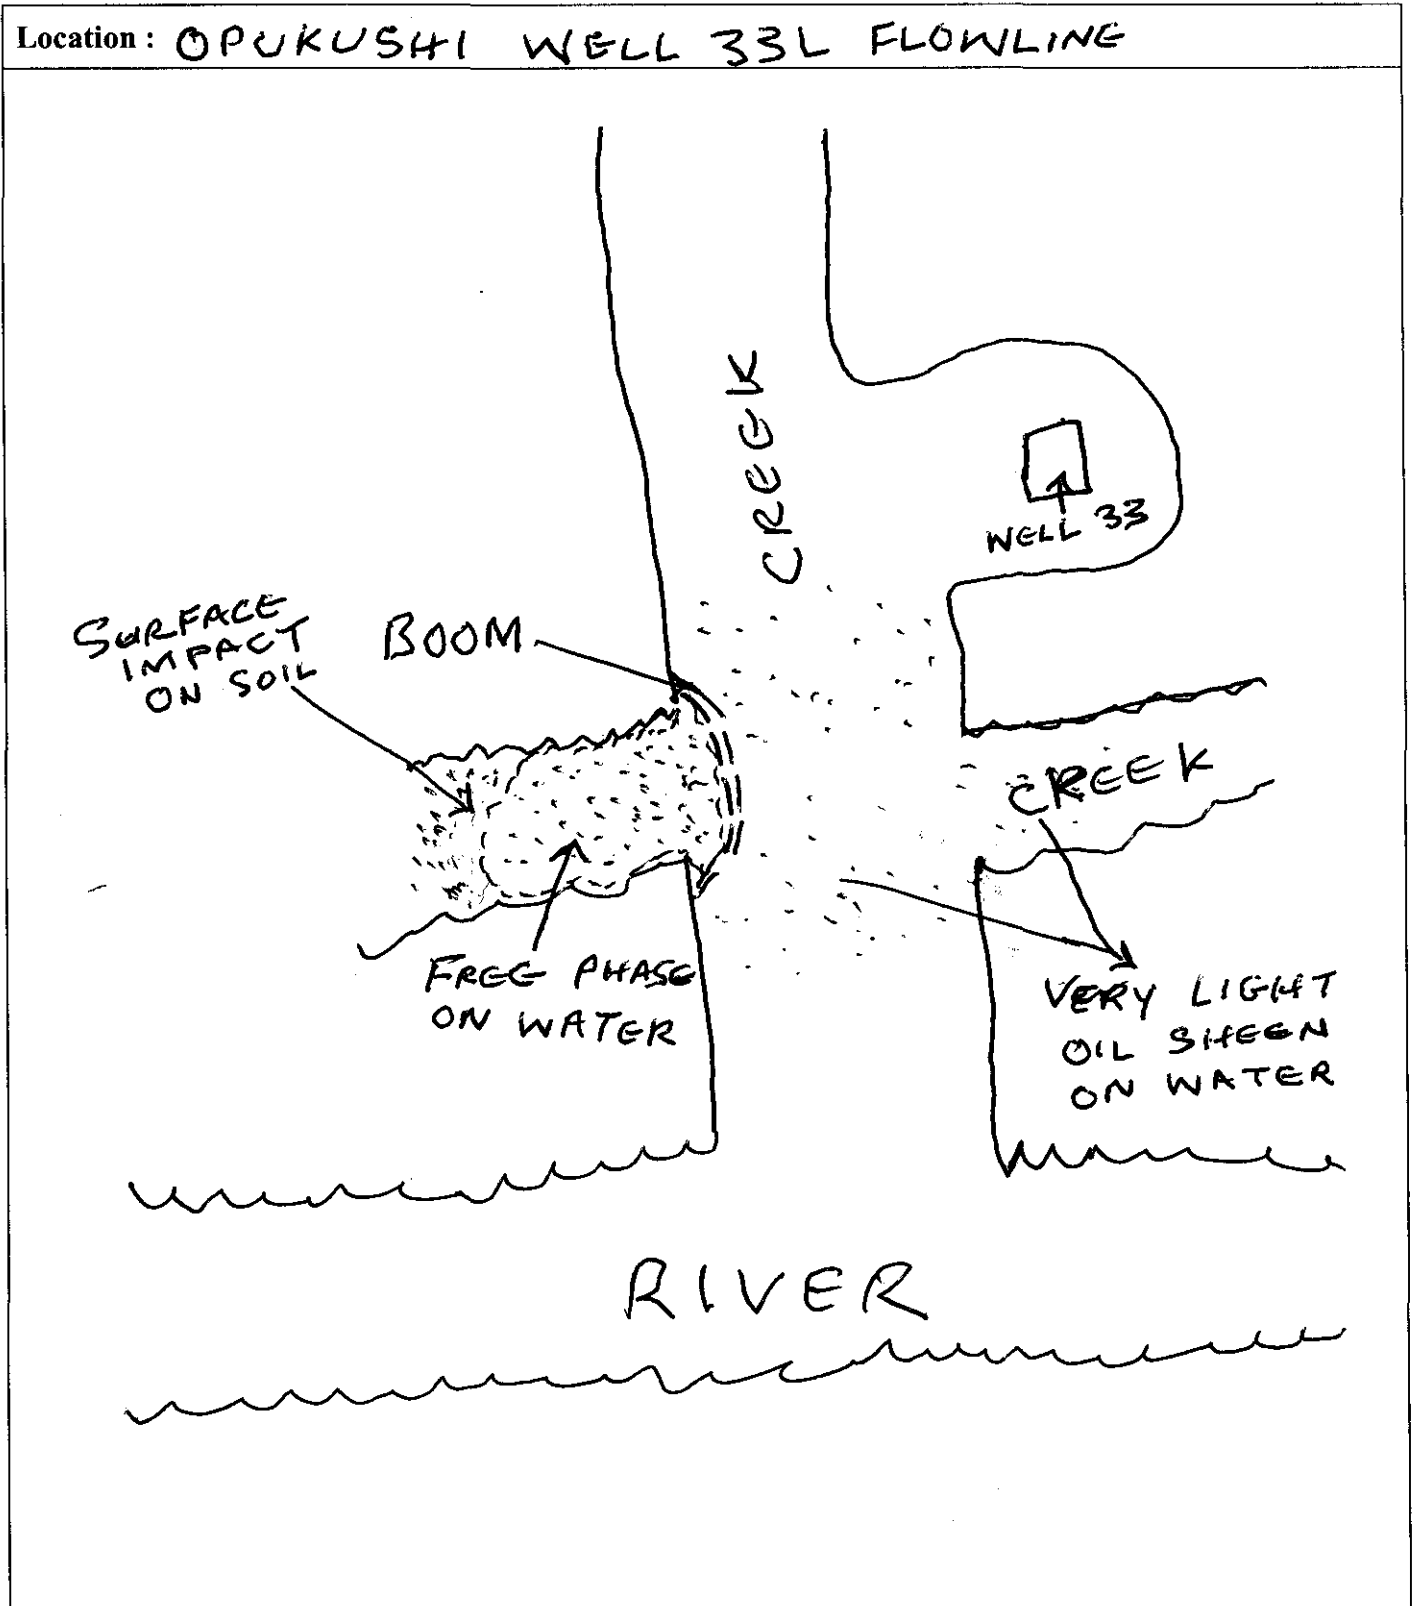 Location : OPUKUSHI WELL 33L FLOWLINE
CREEK
WELL 33
SURFACE
IMPACT
ON SOIL
BOOM
CREEK
FREE PHASE
ON WATER
VERY LIGHT
OIL SHEEN
ON WATER
RIVER